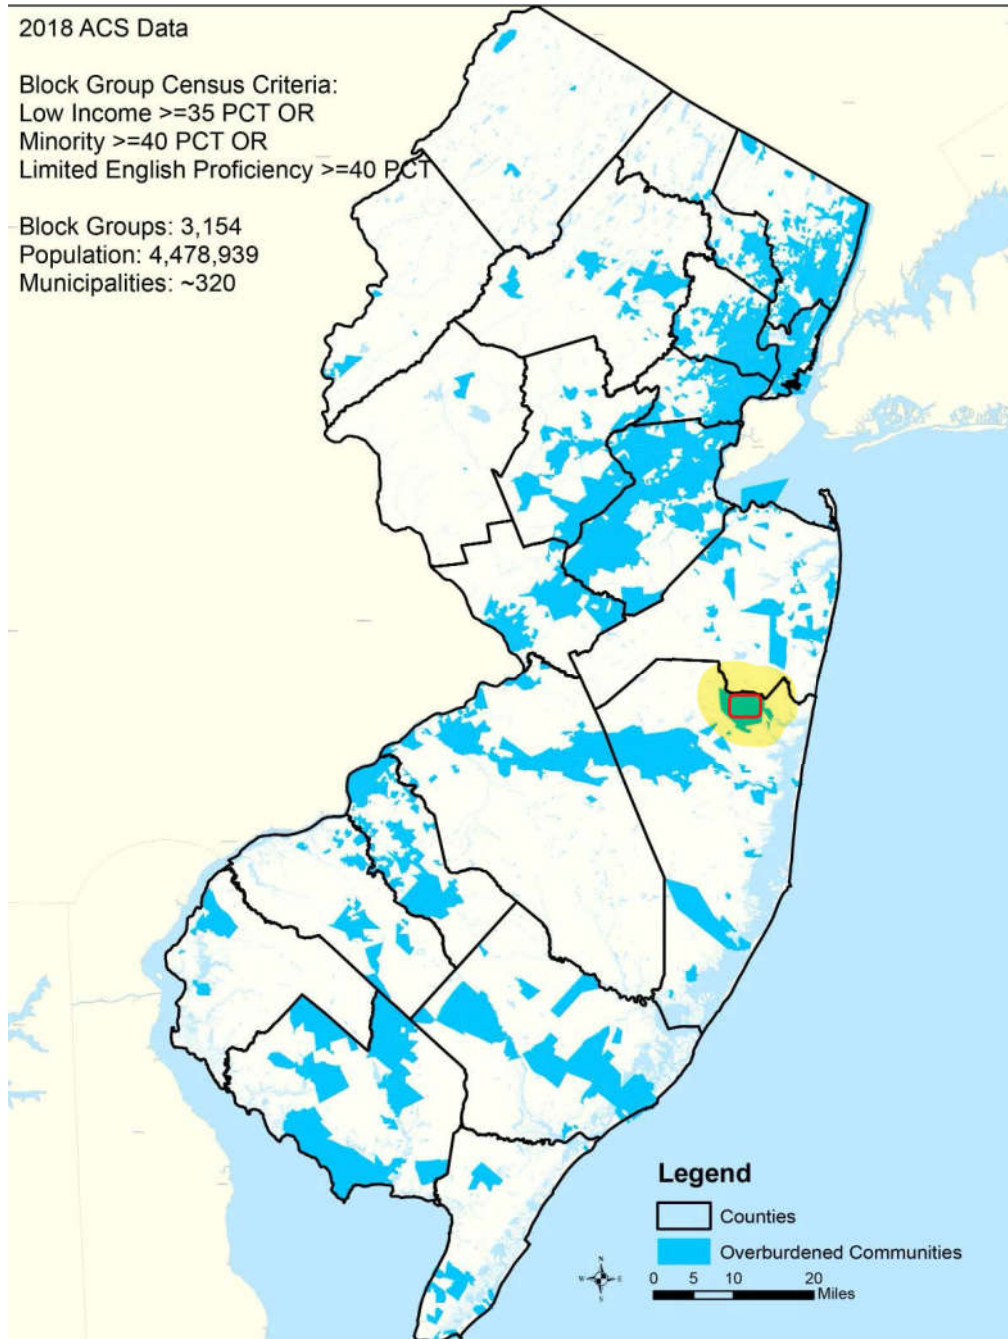 2018 ACS Data
Block Group Census Criteria:
Low Income >=35 PCT OR
Minority >=40 PCT OR
Limited English Proficiency >=40 PCT
Block Groups: 3,154
Population: 4,478,939
Municipalities: ~320
Legend
Counties
Overburdened Communities
N
W E
S
0 5 10 20
Miles